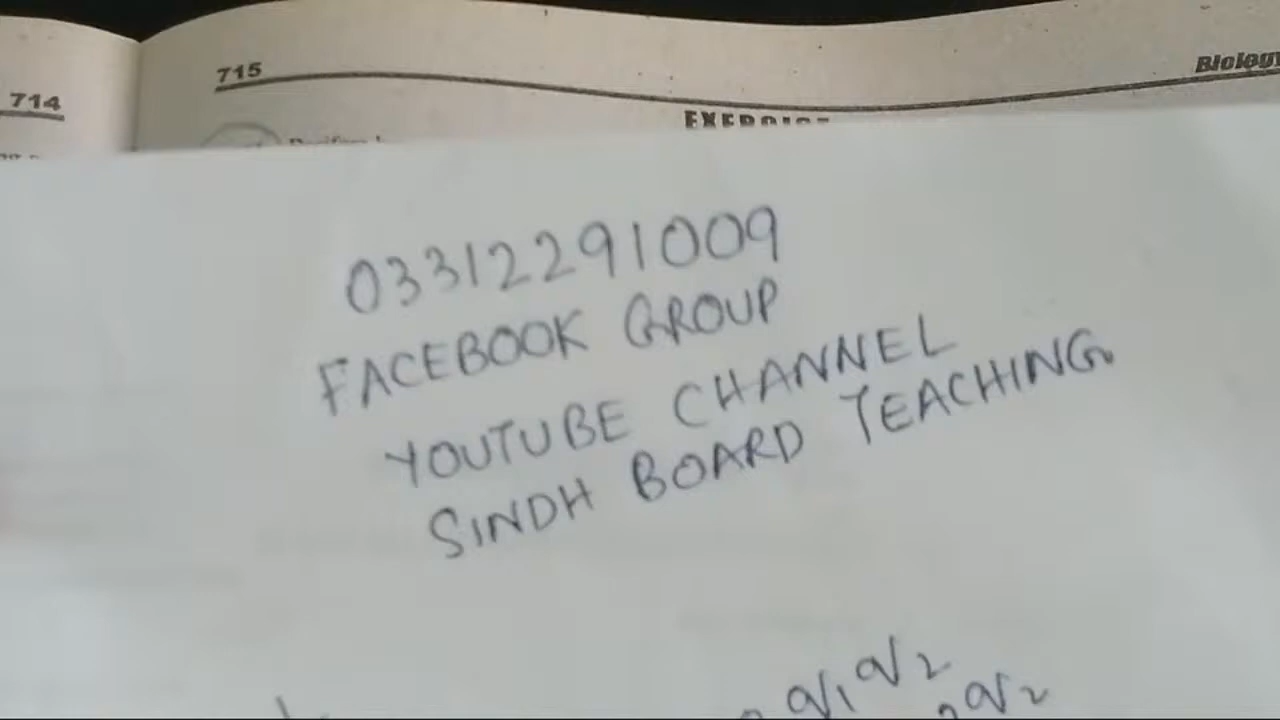 714
715
Biology
EXERCISE
03312291009
FACEBOOK GROUP
YOUTUBE CHANNEL
SINDH BOARD TEACHING